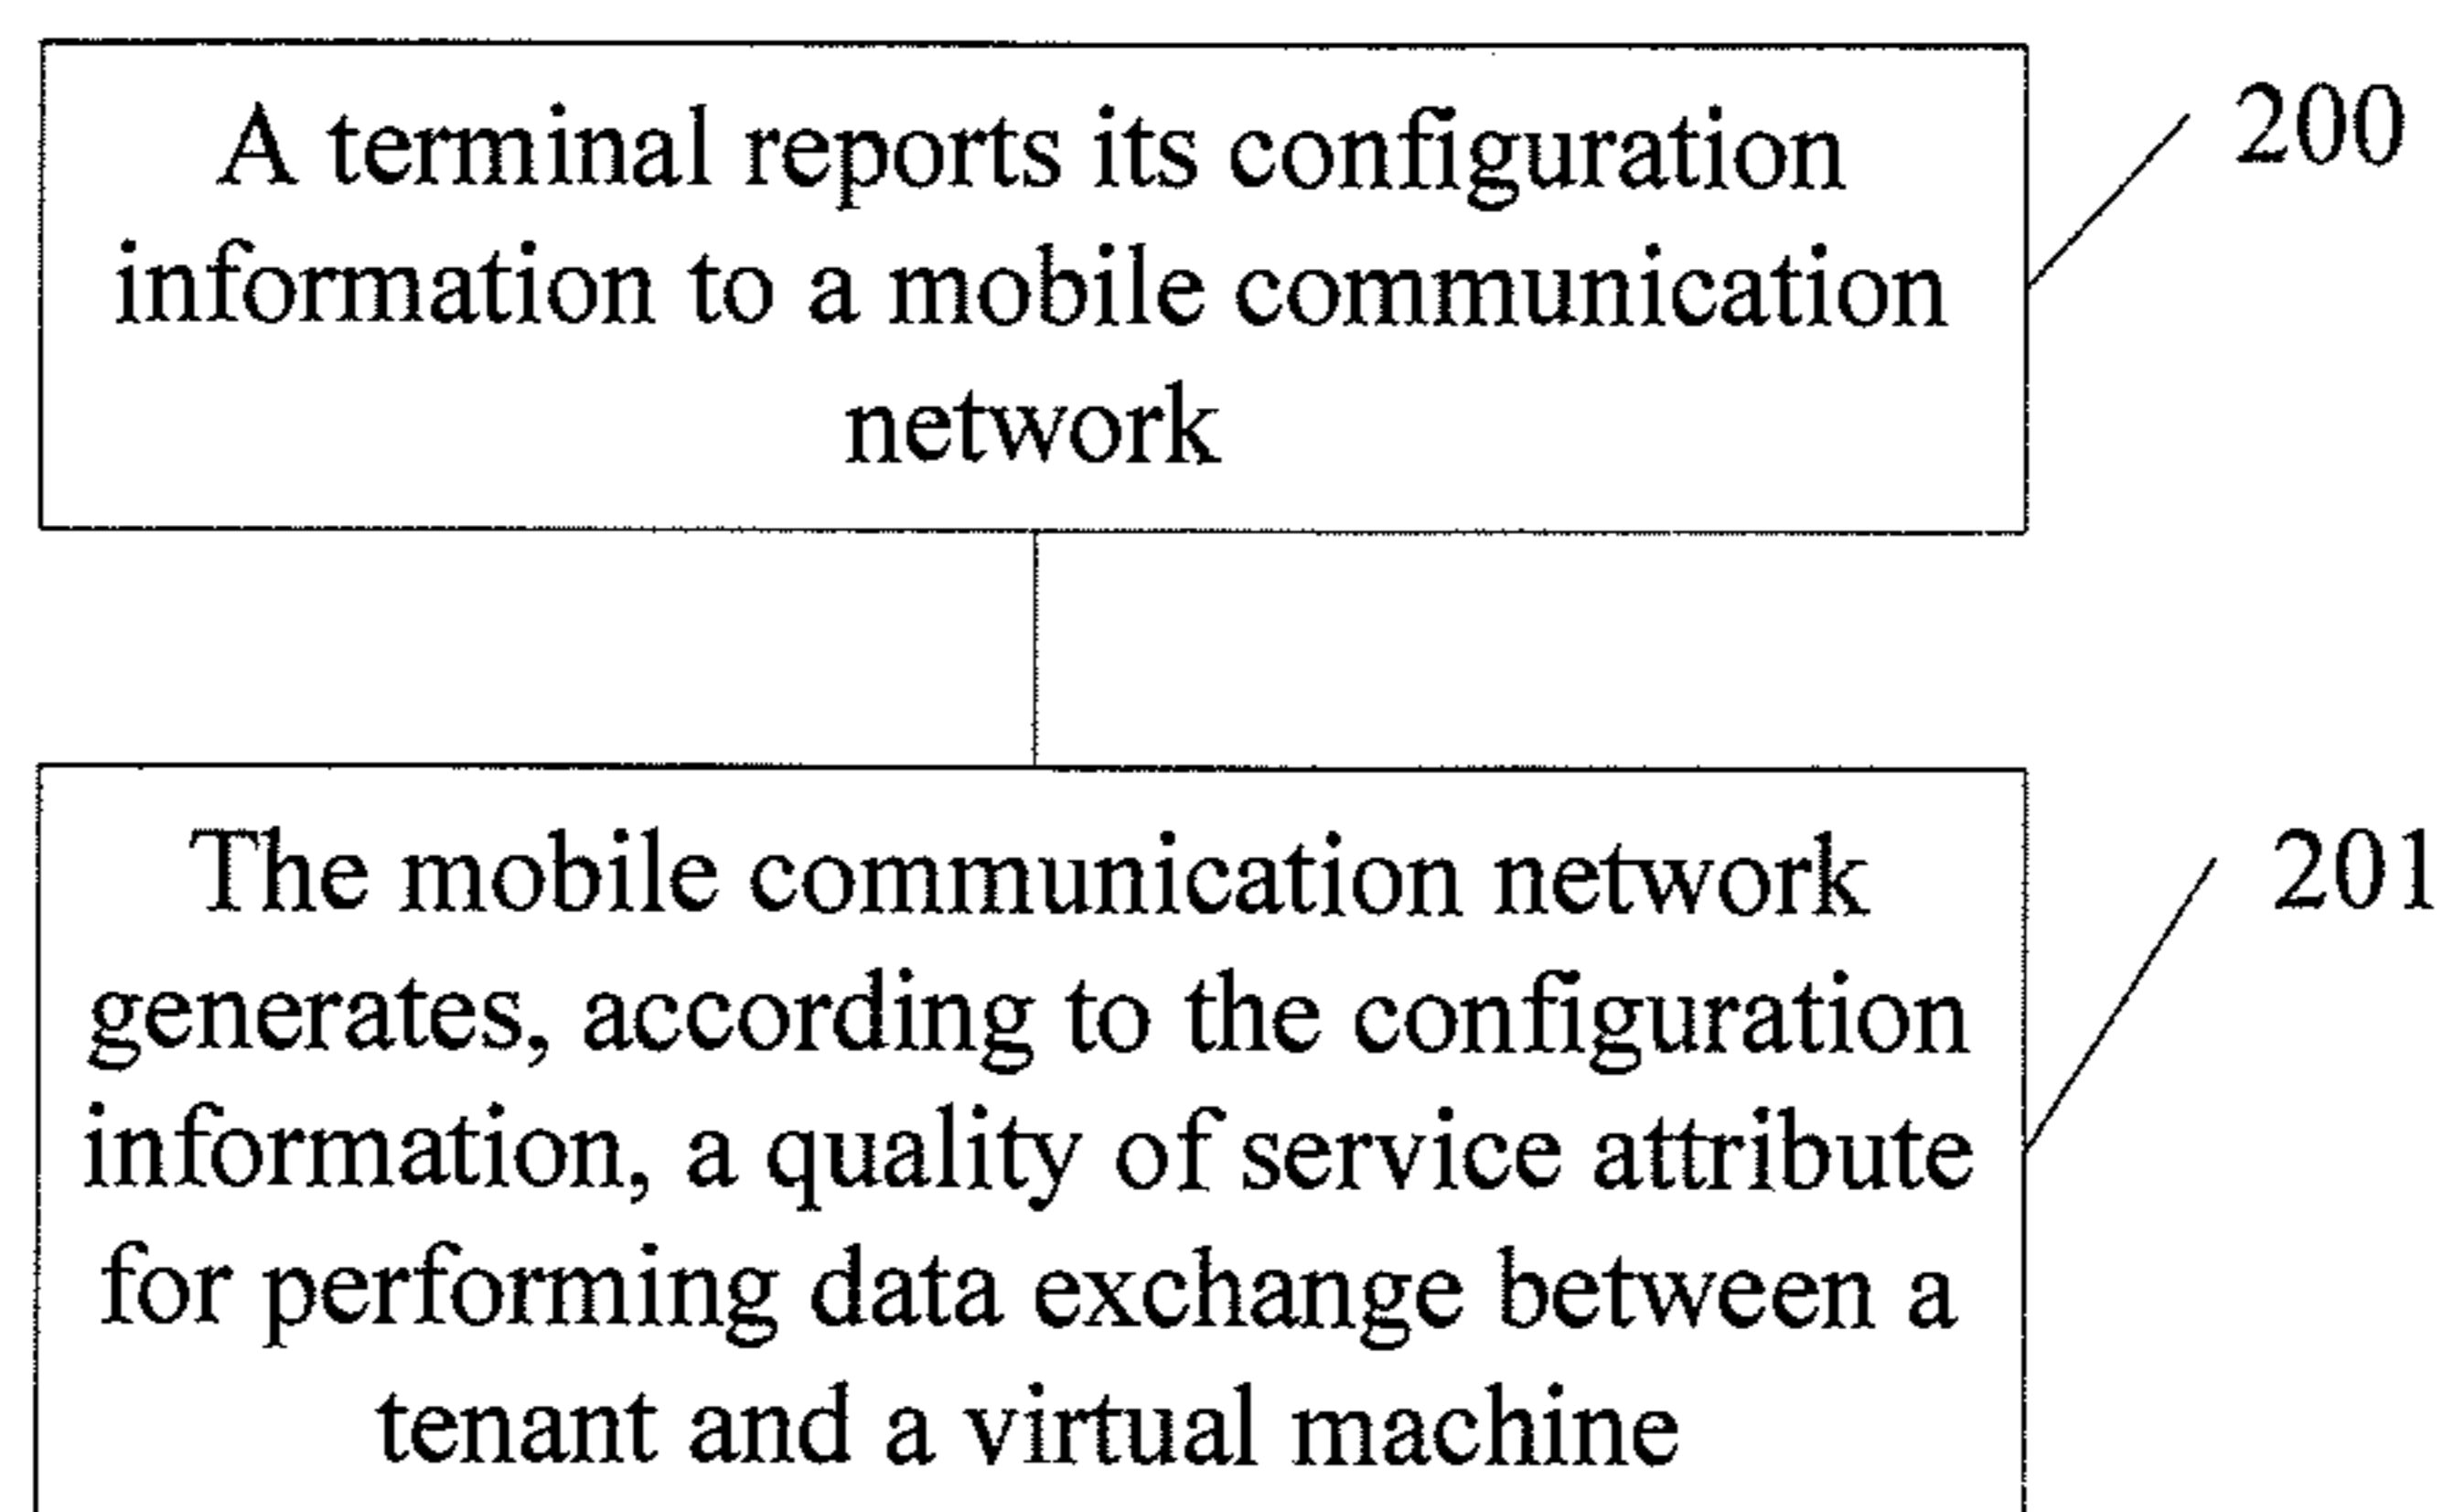 A terminal reports its configuration
information to a mobile communication
network
200
The mobile communication network
generates, according to the configuration
information, a quality of service attribute
for performing data exchange between a
tenant and a virtual machine
201